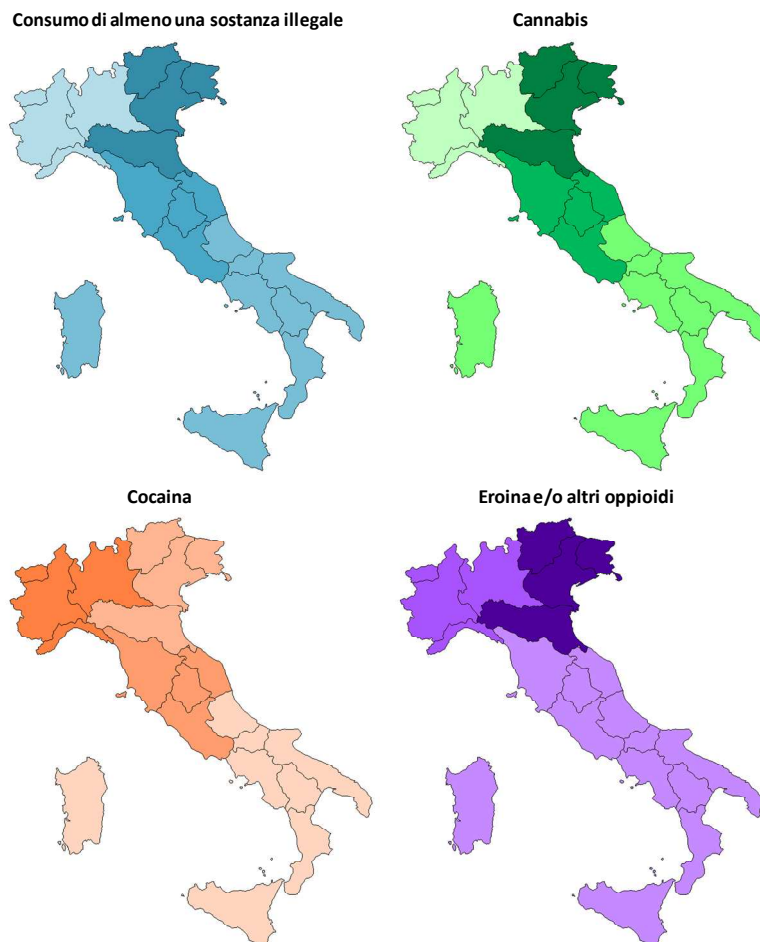 Consumo di almeno una sostanza illegale
Cannabis
Cocaina
Eroina e/o altri oppioidi